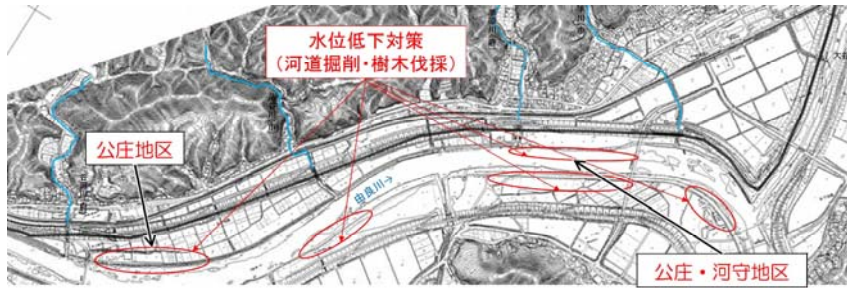 水位低下対策
（河道掘削・樹木伐採）
公庄地区
由良川→
公庄・河守地区